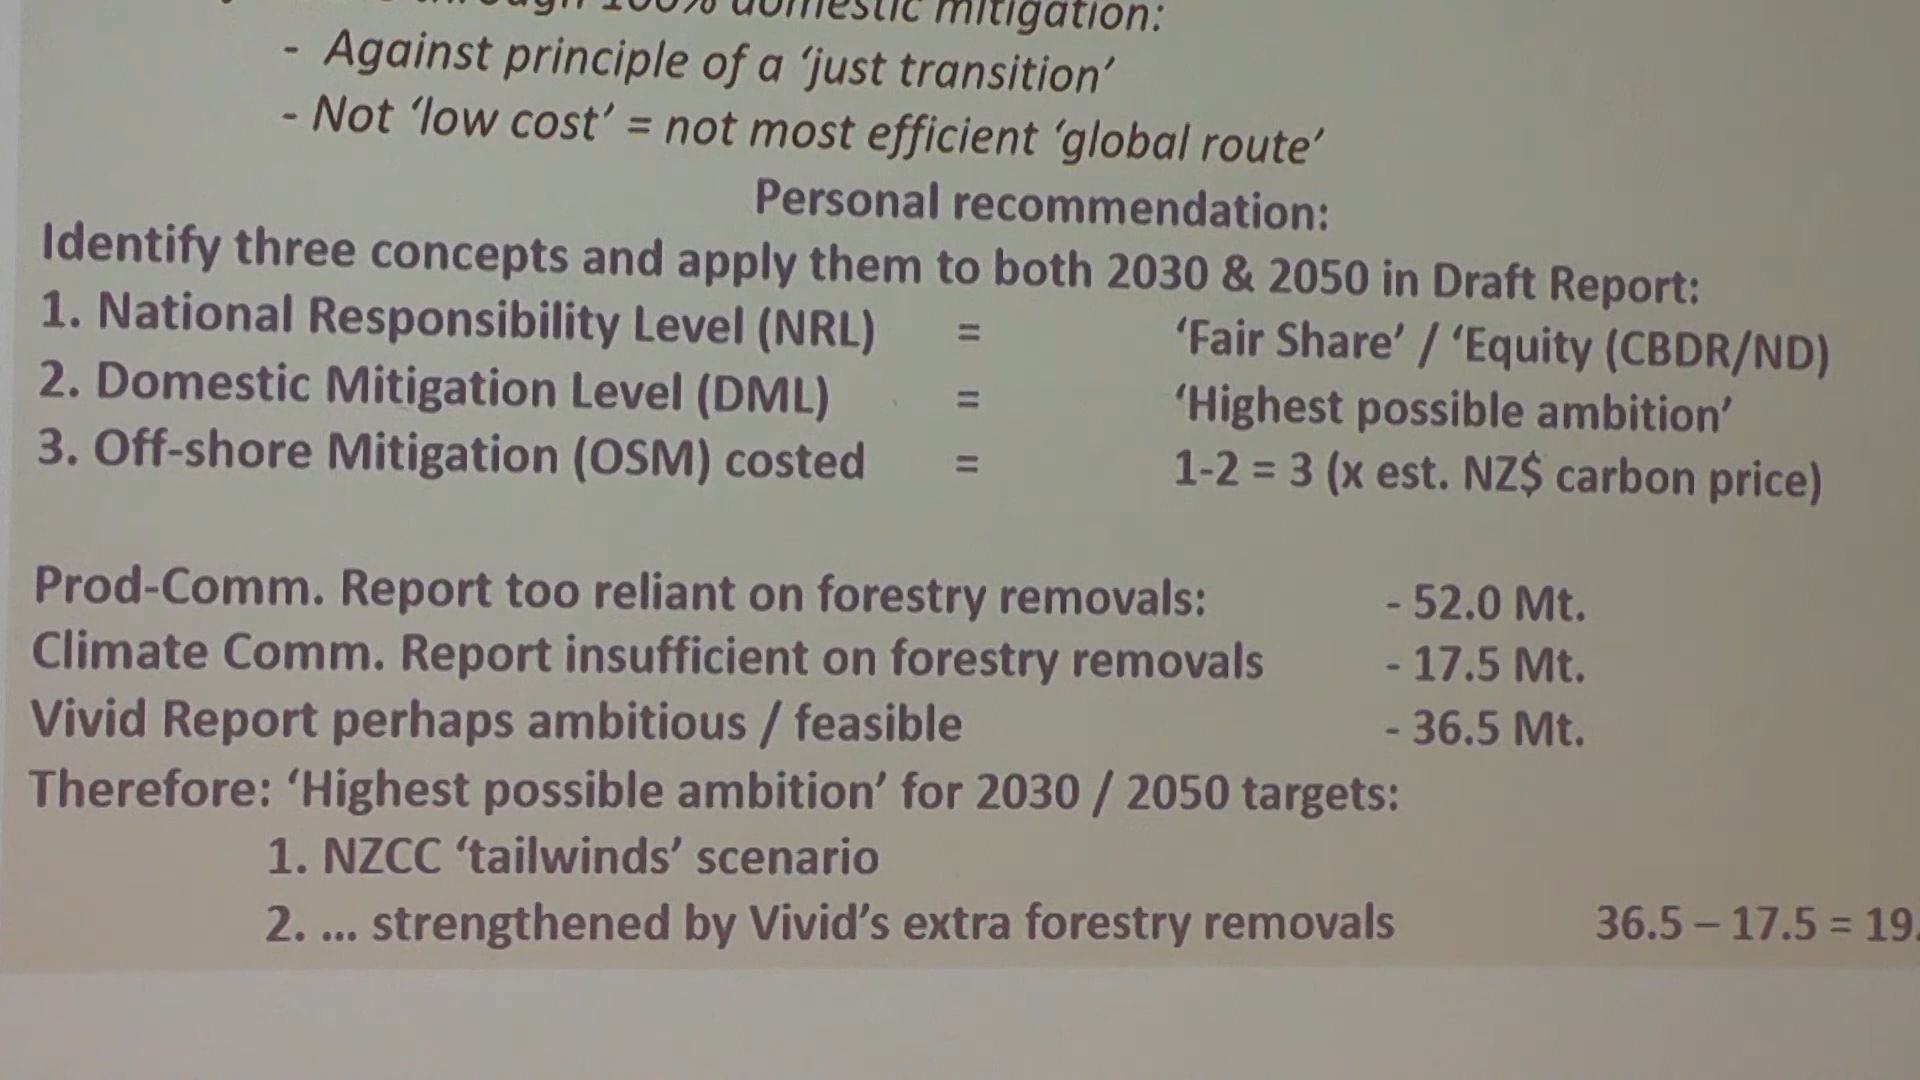 through 100% domestic mitigation:
- Against principle of a ‘just transition’
- Not ‘low cost’ = not most efficient ‘global route’
Personal recommendation:
Identify three concepts and apply them to both 2030 & 2050 in Draft Report:
1. National Responsibility Level (NRL) = ‘Fair Share’ / ‘Equity (CBDR/ND)
2. Domestic Mitigation Level (DML) = ‘Highest possible ambition’
3. Off-shore Mitigation (OSM) costed = 1-2 = 3 (x est. NZ$ carbon price)
Prod-Comm. Report too reliant on forestry removals: - 52.0 Mt.
Climate Comm. Report insufficient on forestry removals - 17.5 Mt.
Vivid Report perhaps ambitious / feasible - 36.5 Mt.
Therefore: ‘Highest possible ambition’ for 2030 / 2050 targets:
1. NZCC ‘tailwinds’ scenario
2. ... strengthened by Vivid’s extra forestry removals 36.5 – 17.5 = 19.